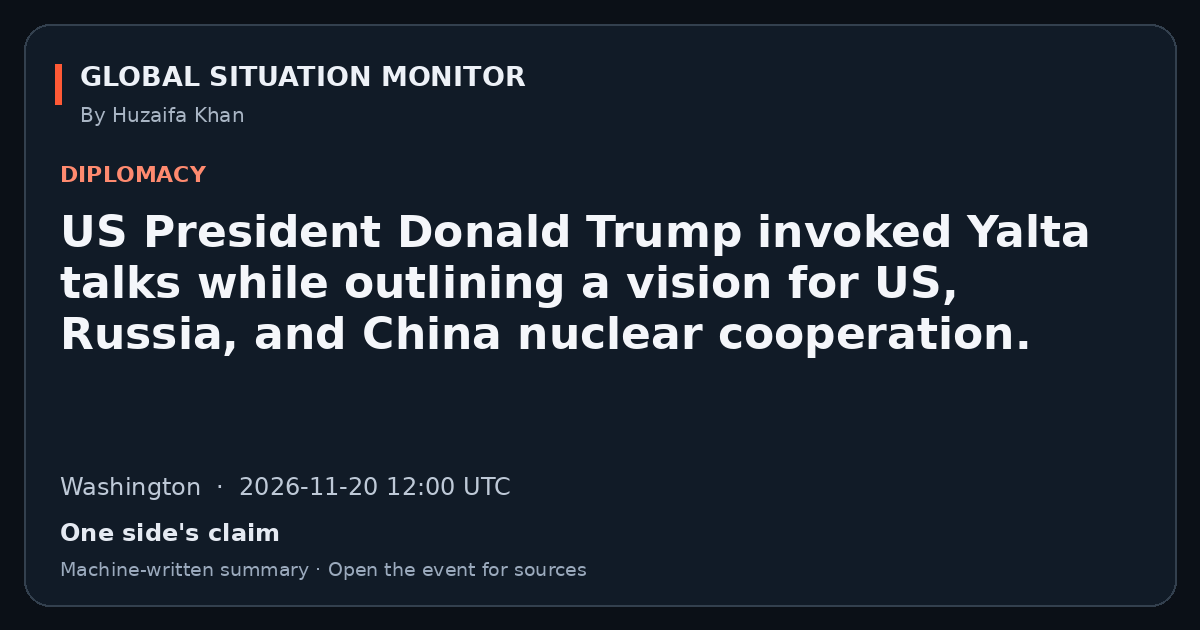 GLOBAL SITUATION MONITOR
By Huzaifa Khan
DIPLOMACY
US President Donald Trump invoked Yalta
talks while outlining a vision for US,
Russia, and China nuclear cooperation.
Washington · 2026-11-20 12:00 UTC
One side's claim
Machine-written summary · Open the event for sources